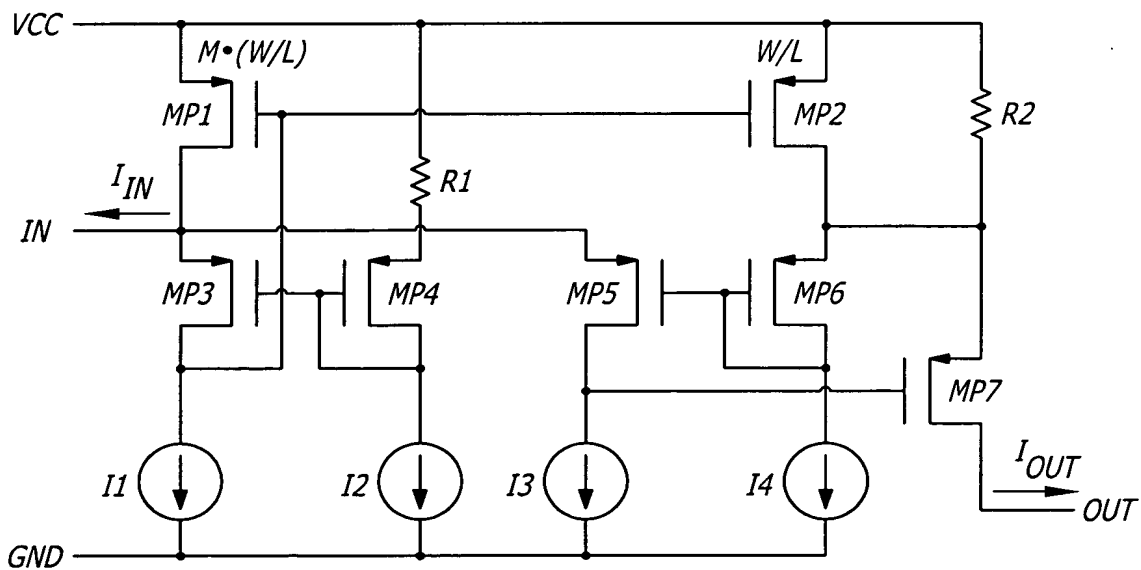 VCC
M•(W/L)
W/L
MP1
MP2
R2
I_IN
R1
IN
MP3
MP4
MP5
MP6
MP7
I1
I2
I3
I4
I_OUT
OUT
GND